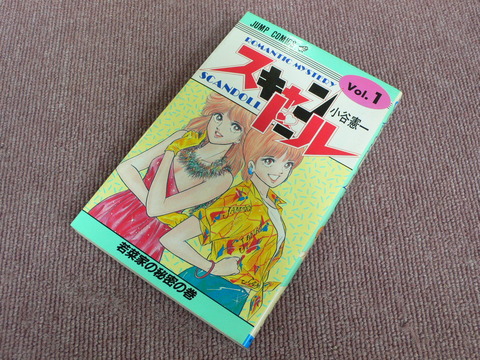 JUMP COMICS
ROMANTIC MYSTERY
スキャンドール
SCANDOLL
Vol.1
小谷憲一
若菜家の秘密の巻